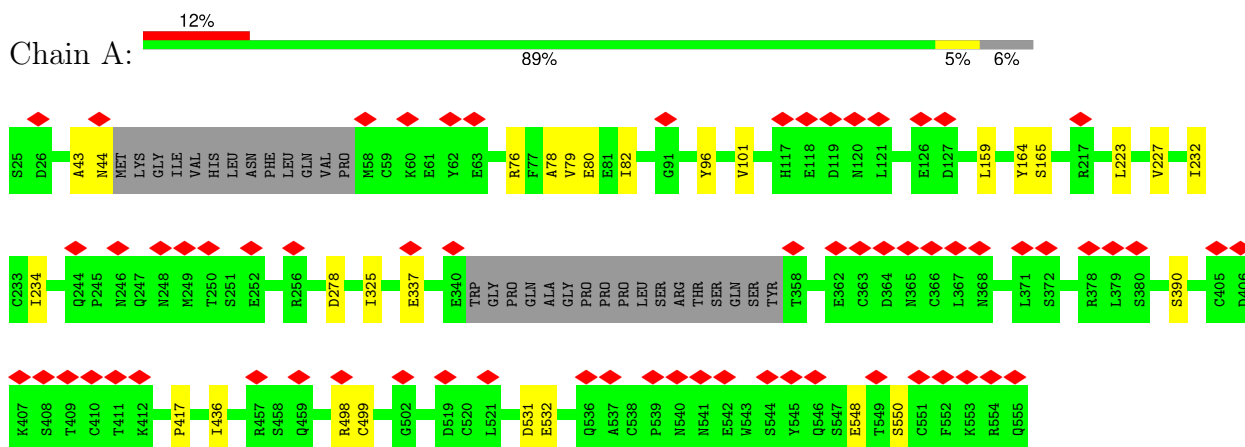 12%
Chain A:
89% 5% 6%
S25 D26 A43 N44 MET LYS GLY ILE VAL HIS LEU ASN PHE LEU GLN VAL PRO M58 C59 K60 E61 Y62 E63 R76 F77 A78 V79 E80 E81 I82 G91 Y96 V101 H117 E118 D119 N120 L121 E126 D127 L159 Y164 S165 R217 L223 V227 I232
C233 I234 Q244 P245 N246 Q247 N248 M249 T250 S251 E252 R256 D278 I325 E337 E340 TRP GLY PRO GLN ALA GLY PRO PRO PRO LEU SER ARG THR SER GLN SER TYR T358 E362 C363 D364 N365 C366 L367 N368 L371 S372 R378 L379 S380 S390 C405 D406
K407 S408 T409 C410 T411 K412 P417 I436 R457 S458 Q459 R498 C499 G502 D519 C520 L521 D531 E532 Q536 A537 C538 P539 N540 N541 E542 W543 S544 Y545 Q546 S547 E548 T549 S550 C551 F552 K553 R554 Q555